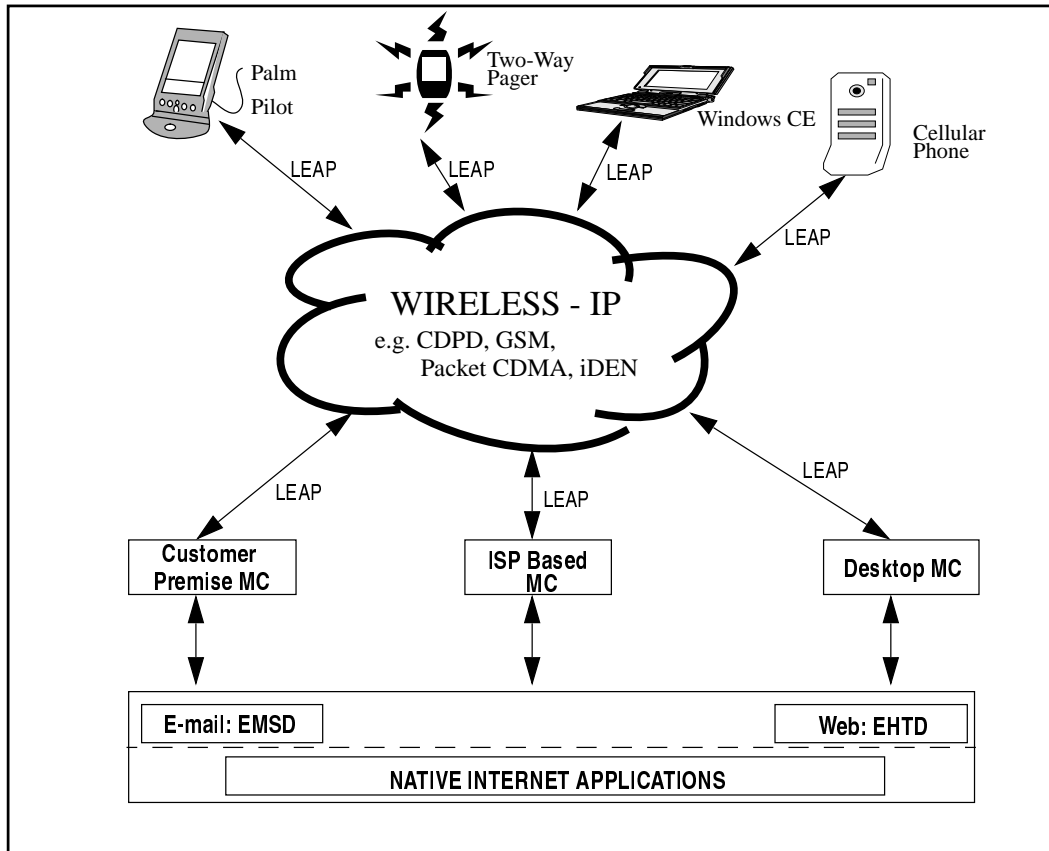 Palm
Pilot
Two-Way
Pager
Windows CE
Cellular
Phone
LEAP
LEAP
LEAP
LEAP
WIRELESS - IP
e.g. CDPD, GSM,
Packet CDMA, iDEN
LEAP
LEAP
LEAP
Customer
Premise MC
ISP Based
MC
Desktop MC
E-mail: EMSD
Web: EHTD
NATIVE INTERNET APPLICATIONS